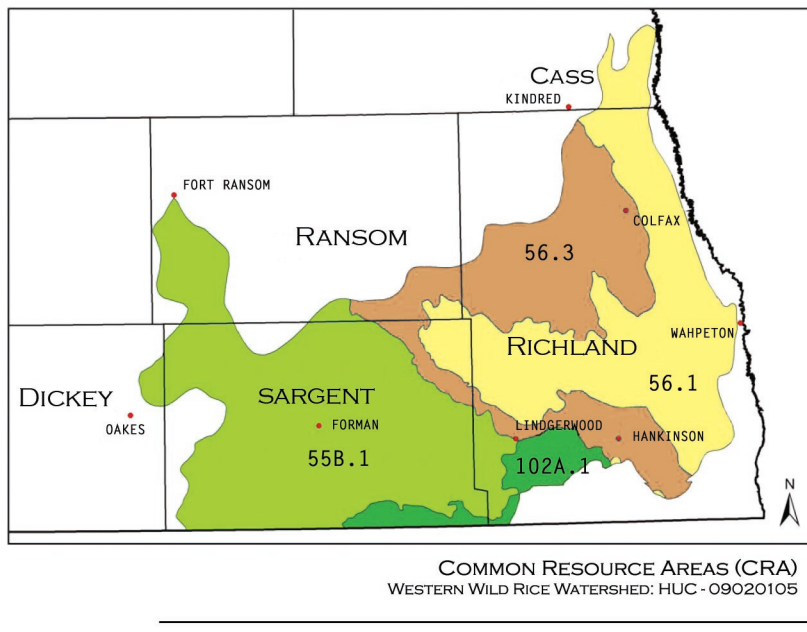 CASS
KINDRED
FORT RANSOM
COLFAX
RANSOM
56.3
WAHPETON
RICHLAND
56.1
DICKEY
SARGENT
OAKES
FORMAN
LINDGERWOOD
HANKINSON
55B.1
102A.1
N
COMMON RESOURCE AREAS (CRA)
WESTERN WILD RICE WATERSHED: HUC - 09020105